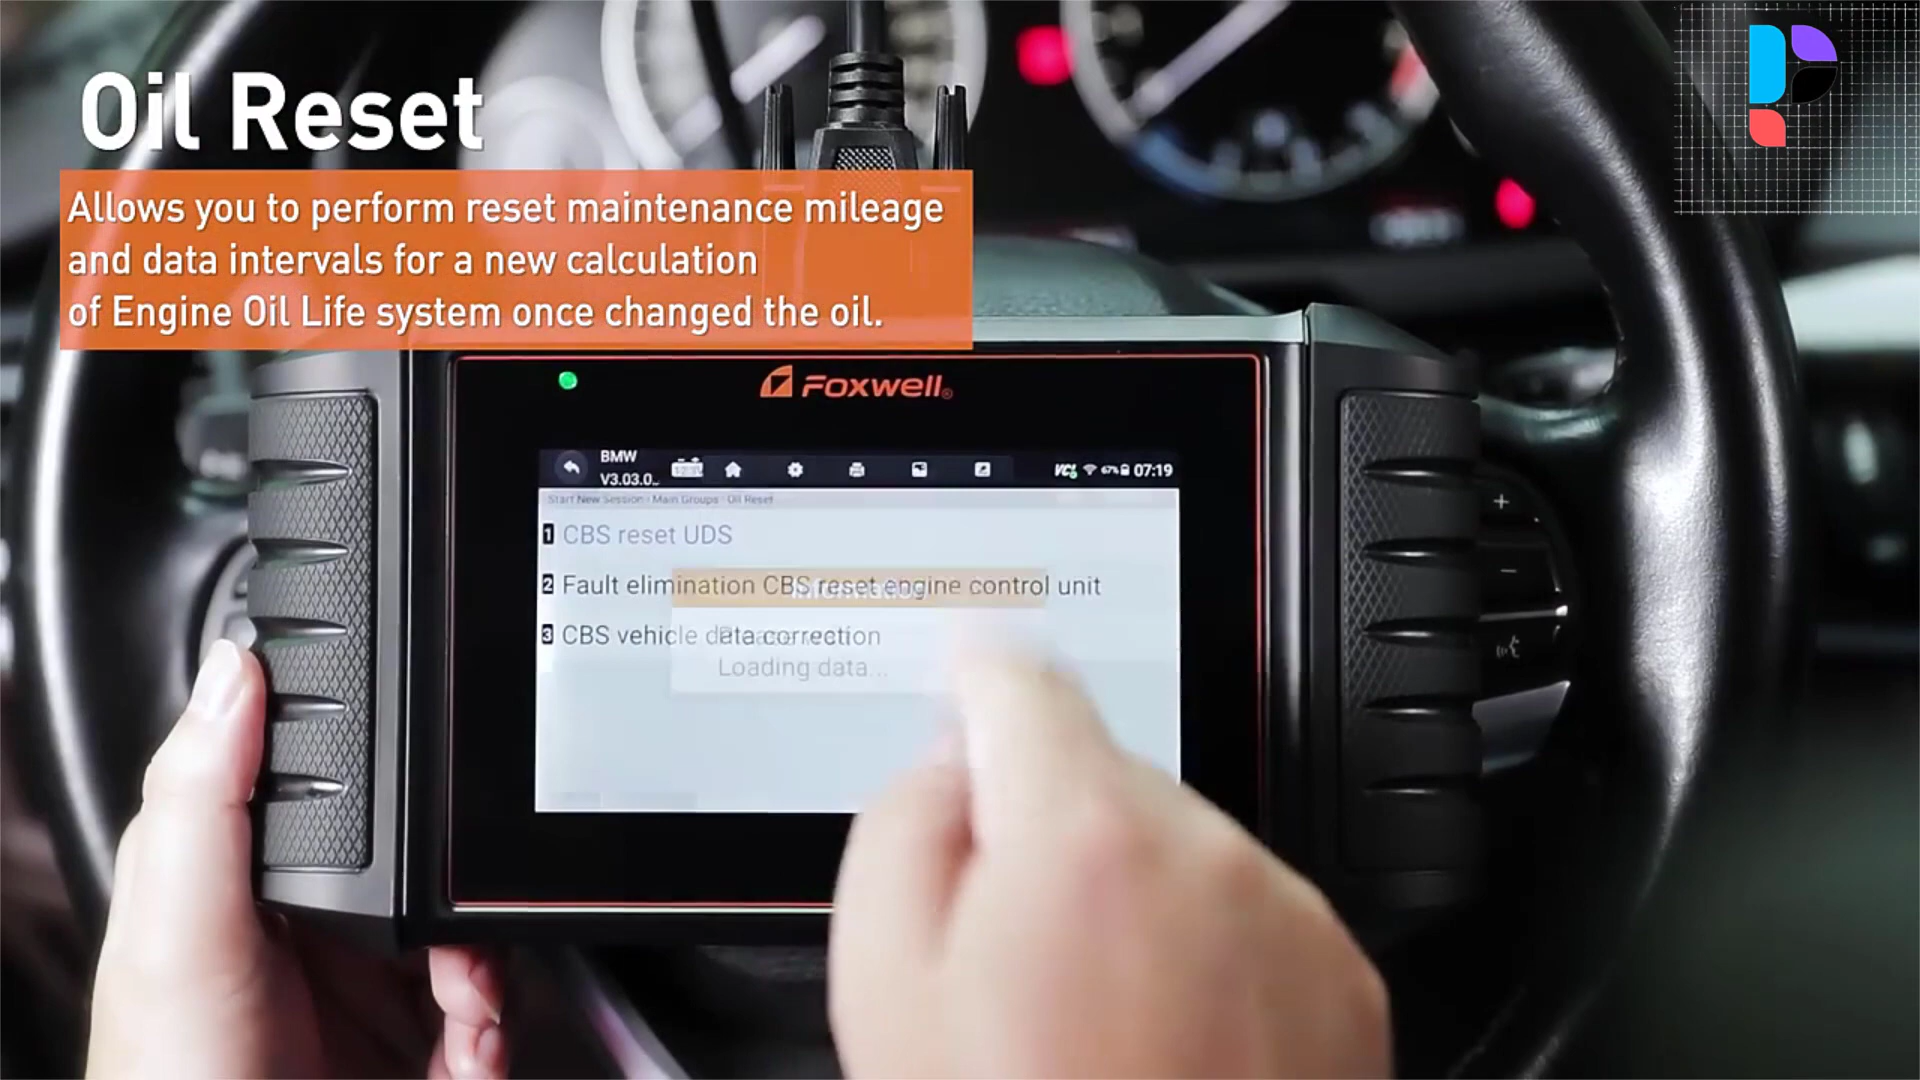 Oil Reset
Allows you to perform reset maintenance mileage
and data intervals for a new calculation
of Engine Oil Life system once changed the oil.
FOXWELL®
BMW
V3.03.0..
VCI 67% 07:19
Start New Session > Main Groups > Oil Reset
1 CBS reset UDS
2 Fault elimination CBS reset engine control unit
Information
3 CBS vehicle data correction
Loading data...